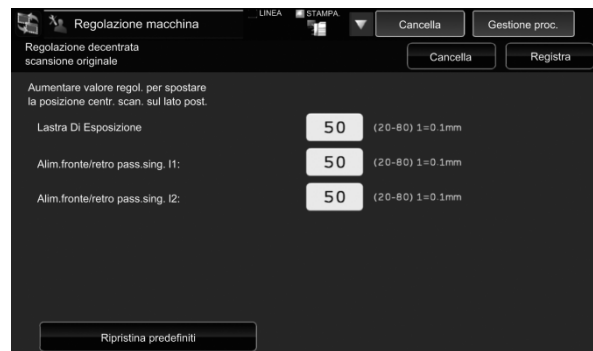 Regolazione macchina
LINEA
STAMPA.
Cancella
Gestione proc.
Regolazione decentrata
scansione originale
Cancella
Registra
Aumentare valore regol. per spostare
la posizione centr. scan. sul lato post.
Lastra Di Esposizione 50 (20-80) 1=0.1mm
Alim.fronte/retro pass.sing. I1: 50 (20-80) 1=0.1mm
Alim.fronte/retro pass.sing. I2: 50 (20-80) 1=0.1mm
Ripristina predefiniti